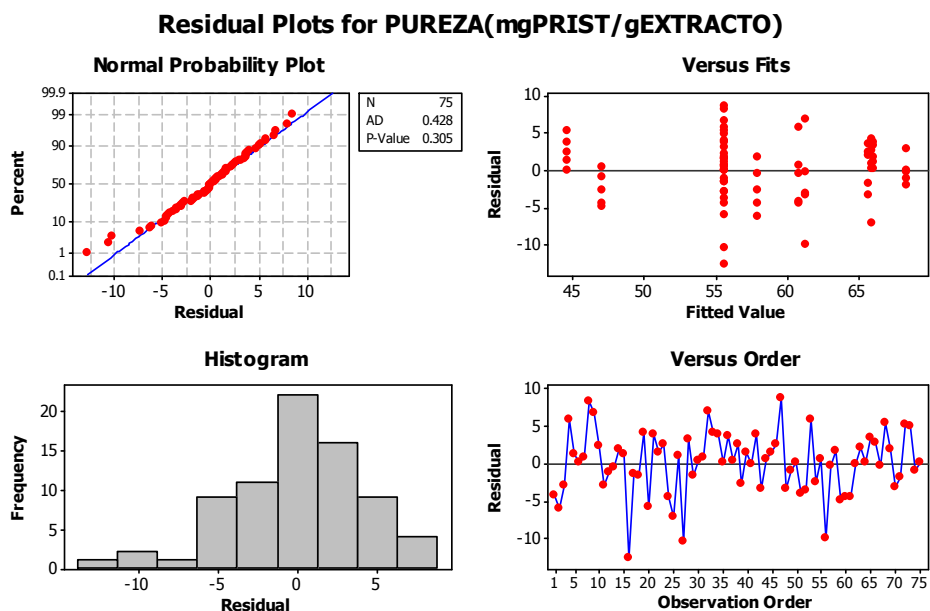 Residual Plots for PUREZA(mgPRIST/gEXTRACTO)
Normal Probability Plot
99.9
99
90
50
10
1
0.1
Percent
-10 -5 0 5 10
Residual
N 75
AD 0.428
P-Value 0.305
Versus Fits
10
5
0
-5
-10
Residual
45 50 55 60 65
Fitted Value
Histogram
20
15
10
5
0
Frequency
-10 -5 0 5
Residual
Versus Order
10
5
0
-5
-10
Residual
1 5 10 15 20 25 30 35 40 45 50 55 60 65 70 75
Observation Order